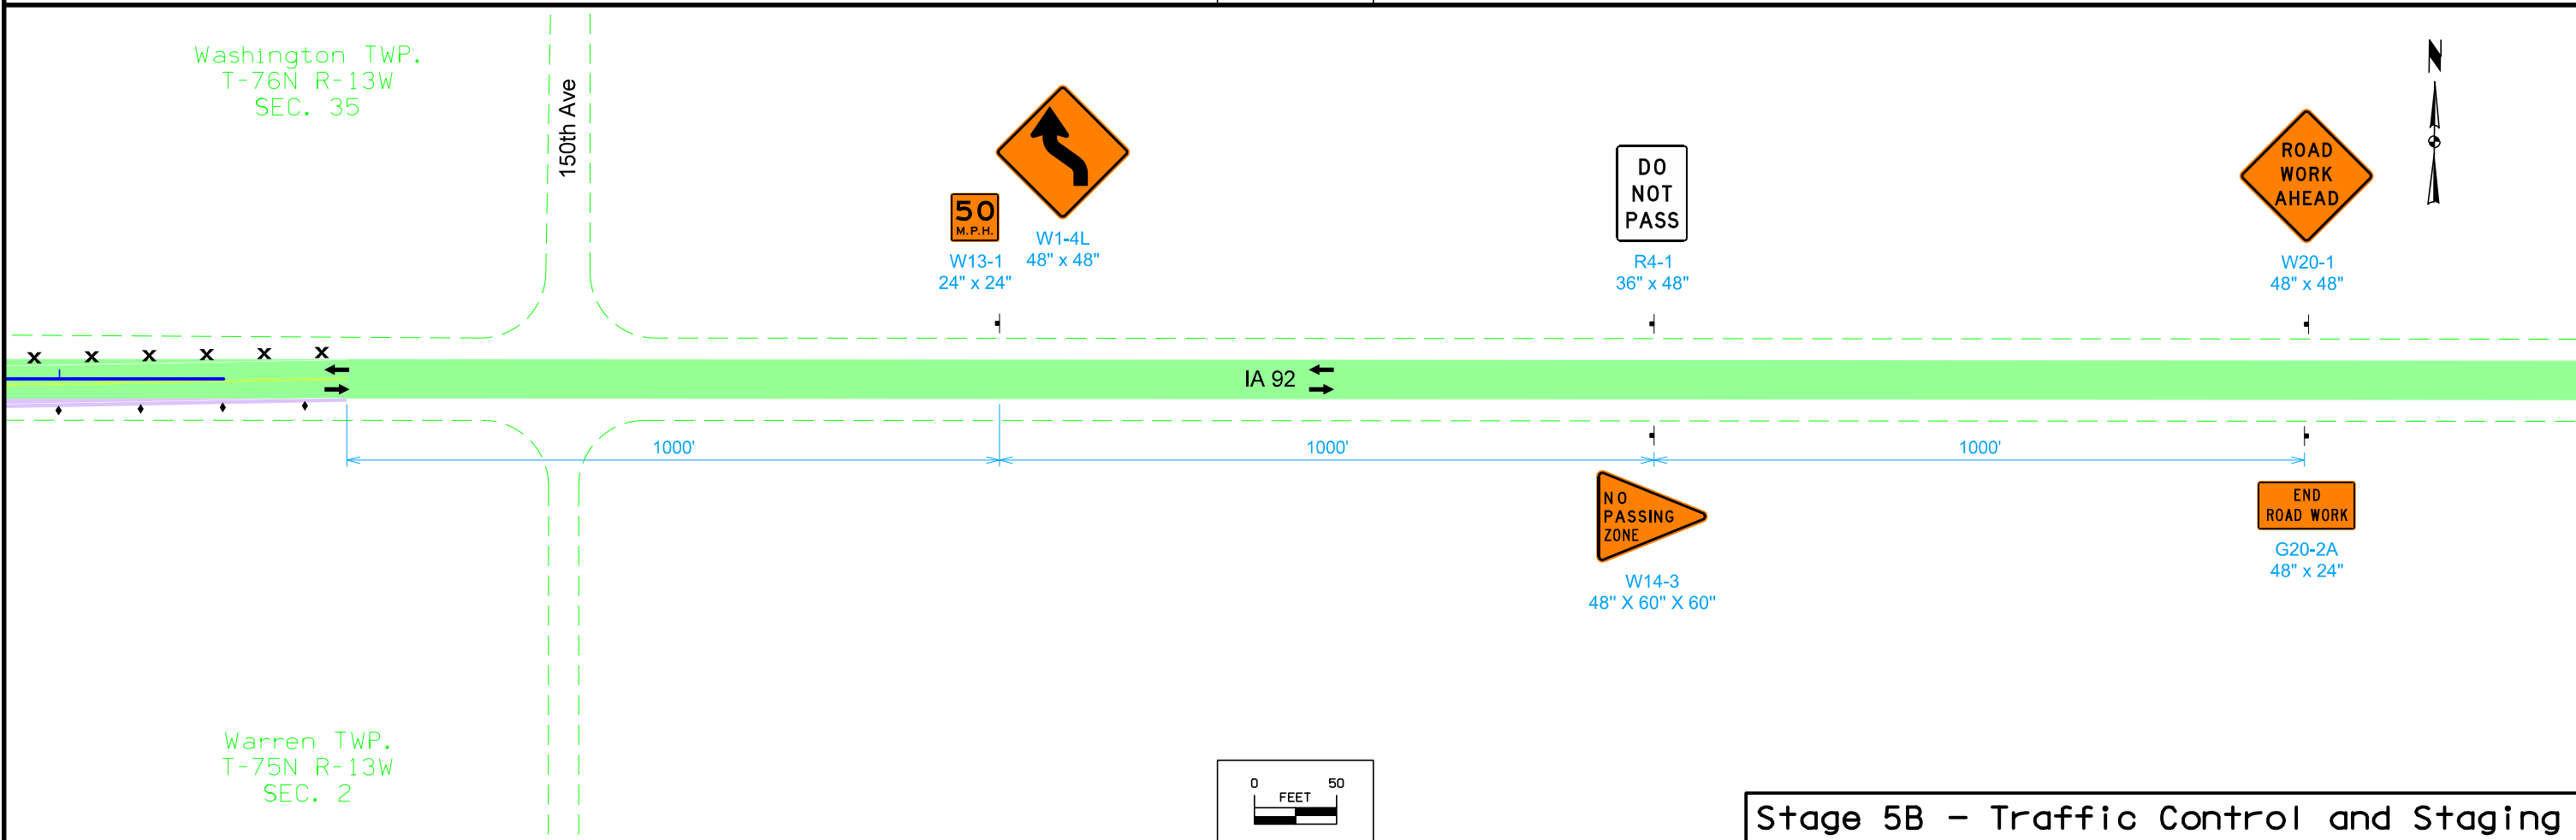 Washington TWP.
T-76N R-13W
SEC. 35
150th Ave
50
M.P.H.
W13-1
24" x 24"
W1-4L
48" x 48"
DO
NOT
PASS
R4-1
36" x 48"
ROAD
WORK
AHEAD
W20-1
48" x 48"
N
x x x x x x
IA 92
1000'
1000'
1000'
NO
PASSING
ZONE
W14-3
48" X 60" X 60"
END
ROAD WORK
G20-2A
48" x 24"
Warren TWP.
T-75N R-13W
SEC. 2
0 50
FEET
Stage 5B - Traffic Control and Staging